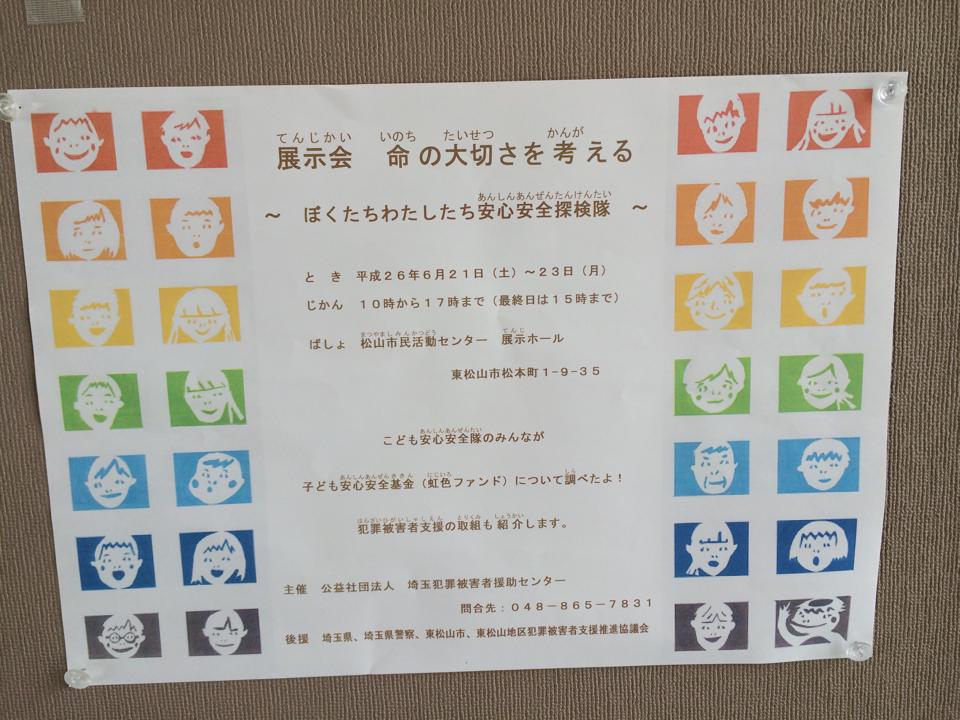 てんじかい いのち たいせつ かんが
展示会 命の大切さを考える
あんしんあんぜんたんけんたい
～ ぼくたちわたしたち安心安全探検隊 ～
とき 平成２６年６月２１日（土）～２３日（月）
じかん １０時から１７時まで（最終日は１５時まで）
まつやましみんかつどう てんじ
ばしょ 松山市民活動センター 展示ホール
東松山市松本町１-９-３５
あんしんあんぜんたい
こども安心安全隊のみんなが
あんしんあんぜんききん にじいろ しら
子ども安心安全基金（虹色ファンド）について調べたよ！
はんざいひがいしゃしえん とりくみ しょうかい
犯罪被害者支援の取組も紹介します。
主催 公益社団法人 埼玉犯罪被害者援助センター
問合先：０４８－８６５－７８３１
後援 埼玉県、埼玉県警察、東松山市、東松山地区犯罪被害者支援推進協議会